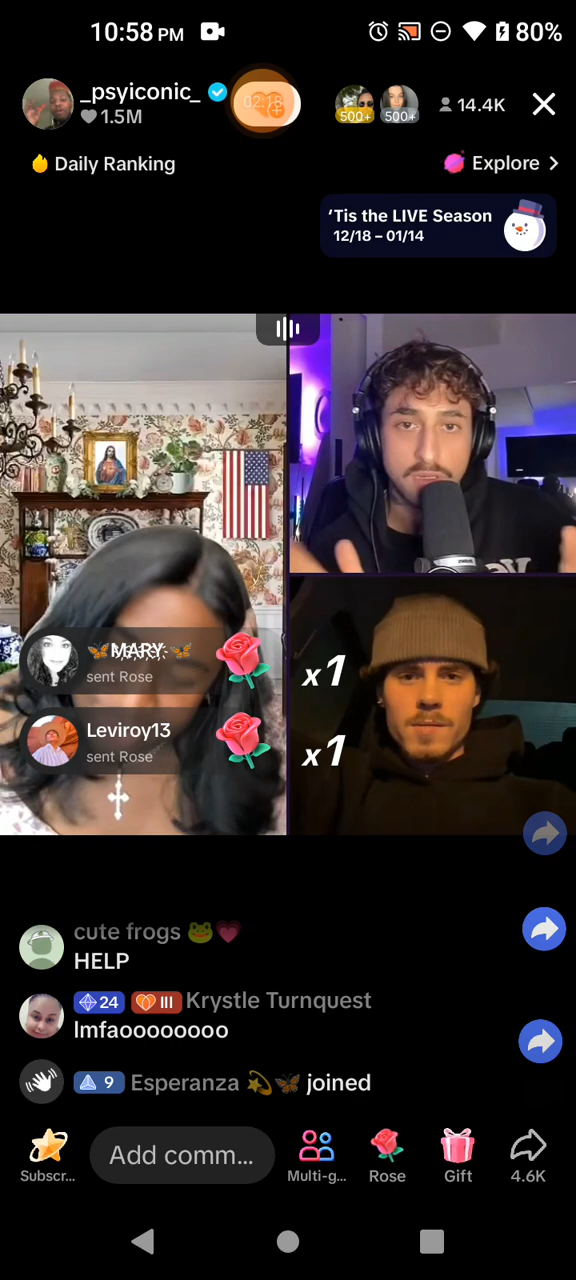 10:58 PM
80%
_psyiconic_
1.5M
02:18
500+
500+
14.4K
Daily Ranking
Explore
‘Tis the LIVE Season
12/18 – 01/14
MARY
sent Rose
x1
Leviroy13
sent Rose
x1
cute frogs
HELP
24
III
Krystle Turnquest
lmfaoooooooo
9
Esperanza
joined
Subscr...
Add comm...
Multi-g...
Rose
Gift
4.6K